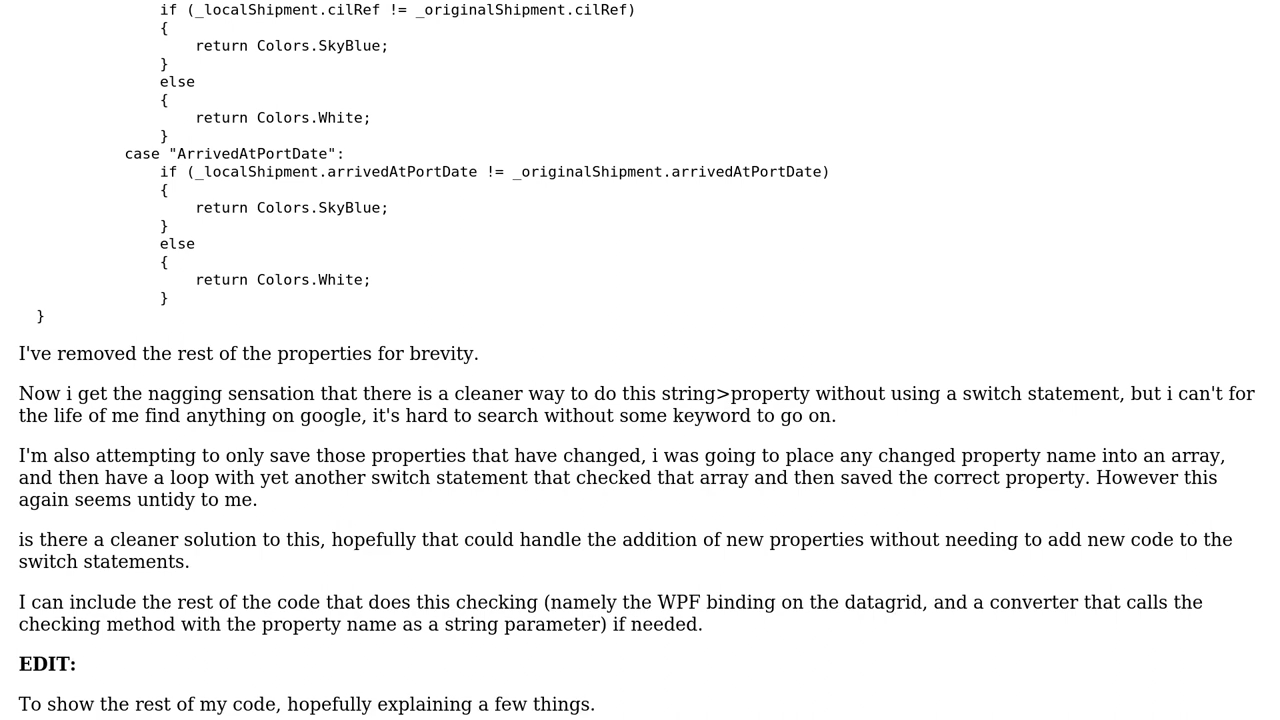 if (_localShipment.cilRef != _originalShipment.cilRef)
{
return Colors.SkyBlue;
}
else
{
return Colors.White;
}
case "ArrivedAtPortDate":
if (_localShipment.arrivedAtPortDate != _originalShipment.arrivedAtPortDate)
{
return Colors.SkyBlue;
}
else
{
return Colors.White;
}
}
I've removed the rest of the properties for brevity.
Now i get the nagging sensation that there is a cleaner way to do this string>property without using a switch statement, but i can't for
the life of me find anything on google, it's hard to search without some keyword to go on.
I'm also attempting to only save those properties that have changed, i was going to place any changed property name into an array,
and then have a loop with yet another switch statement that checked that array and then saved the correct property. However this
again seems untidy to me.
is there a cleaner solution to this, hopefully that could handle the addition of new properties without needing to add new code to the
switch statements.
I can include the rest of the code that does this checking (namely the WPF binding on the datagrid, and a converter that calls the
checking method with the property name as a string parameter) if needed.
EDIT:
To show the rest of my code, hopefully explaining a few things.